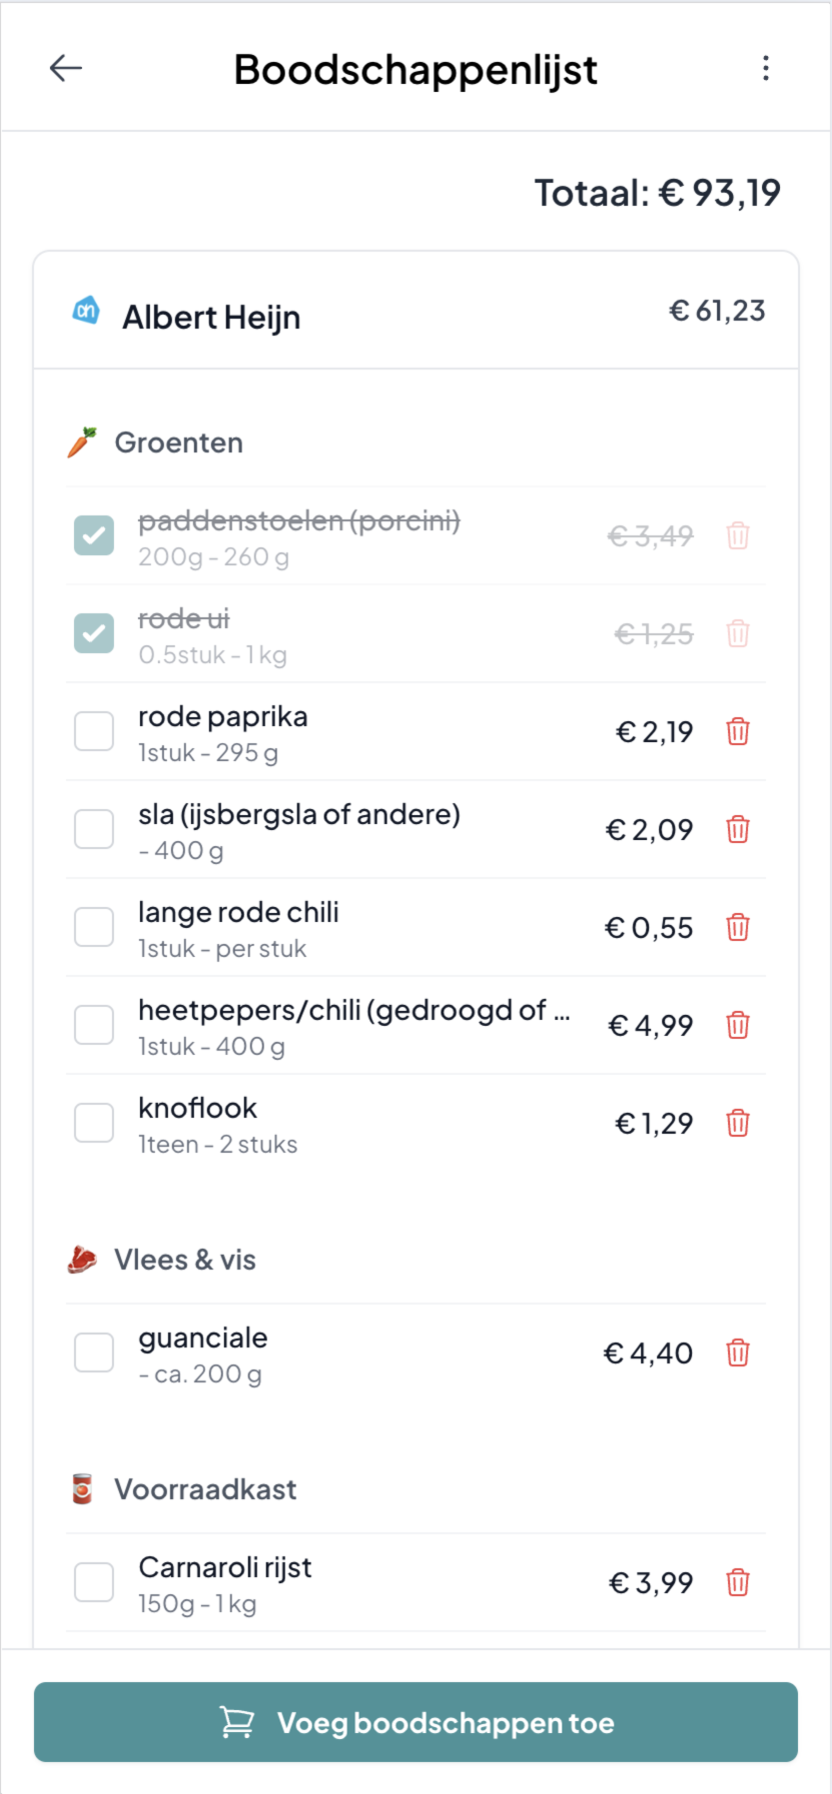 Boodschappenlijst
Totaal: € 93,19
ah Albert Heijn € 61,23
Groenten
paddenstoelen (porcini) € 3,49
200g - 260 g
rode ui € 1,25
0.5stuk - 1 kg
rode paprika € 2,19
1stuk - 295 g
sla (ijsbergsla of andere) € 2,09
- 400 g
lange rode chili € 0,55
1stuk - per stuk
heetpepers/chili (gedroogd of ... € 4,99
1stuk - 400 g
knoflook € 1,29
1teen - 2 stuks
Vlees & vis
guanciale € 4,40
- ca. 200 g
Voorraadkast
Carnaroli rijst € 3,99
150g - 1 kg
Voeg boodschappen toe